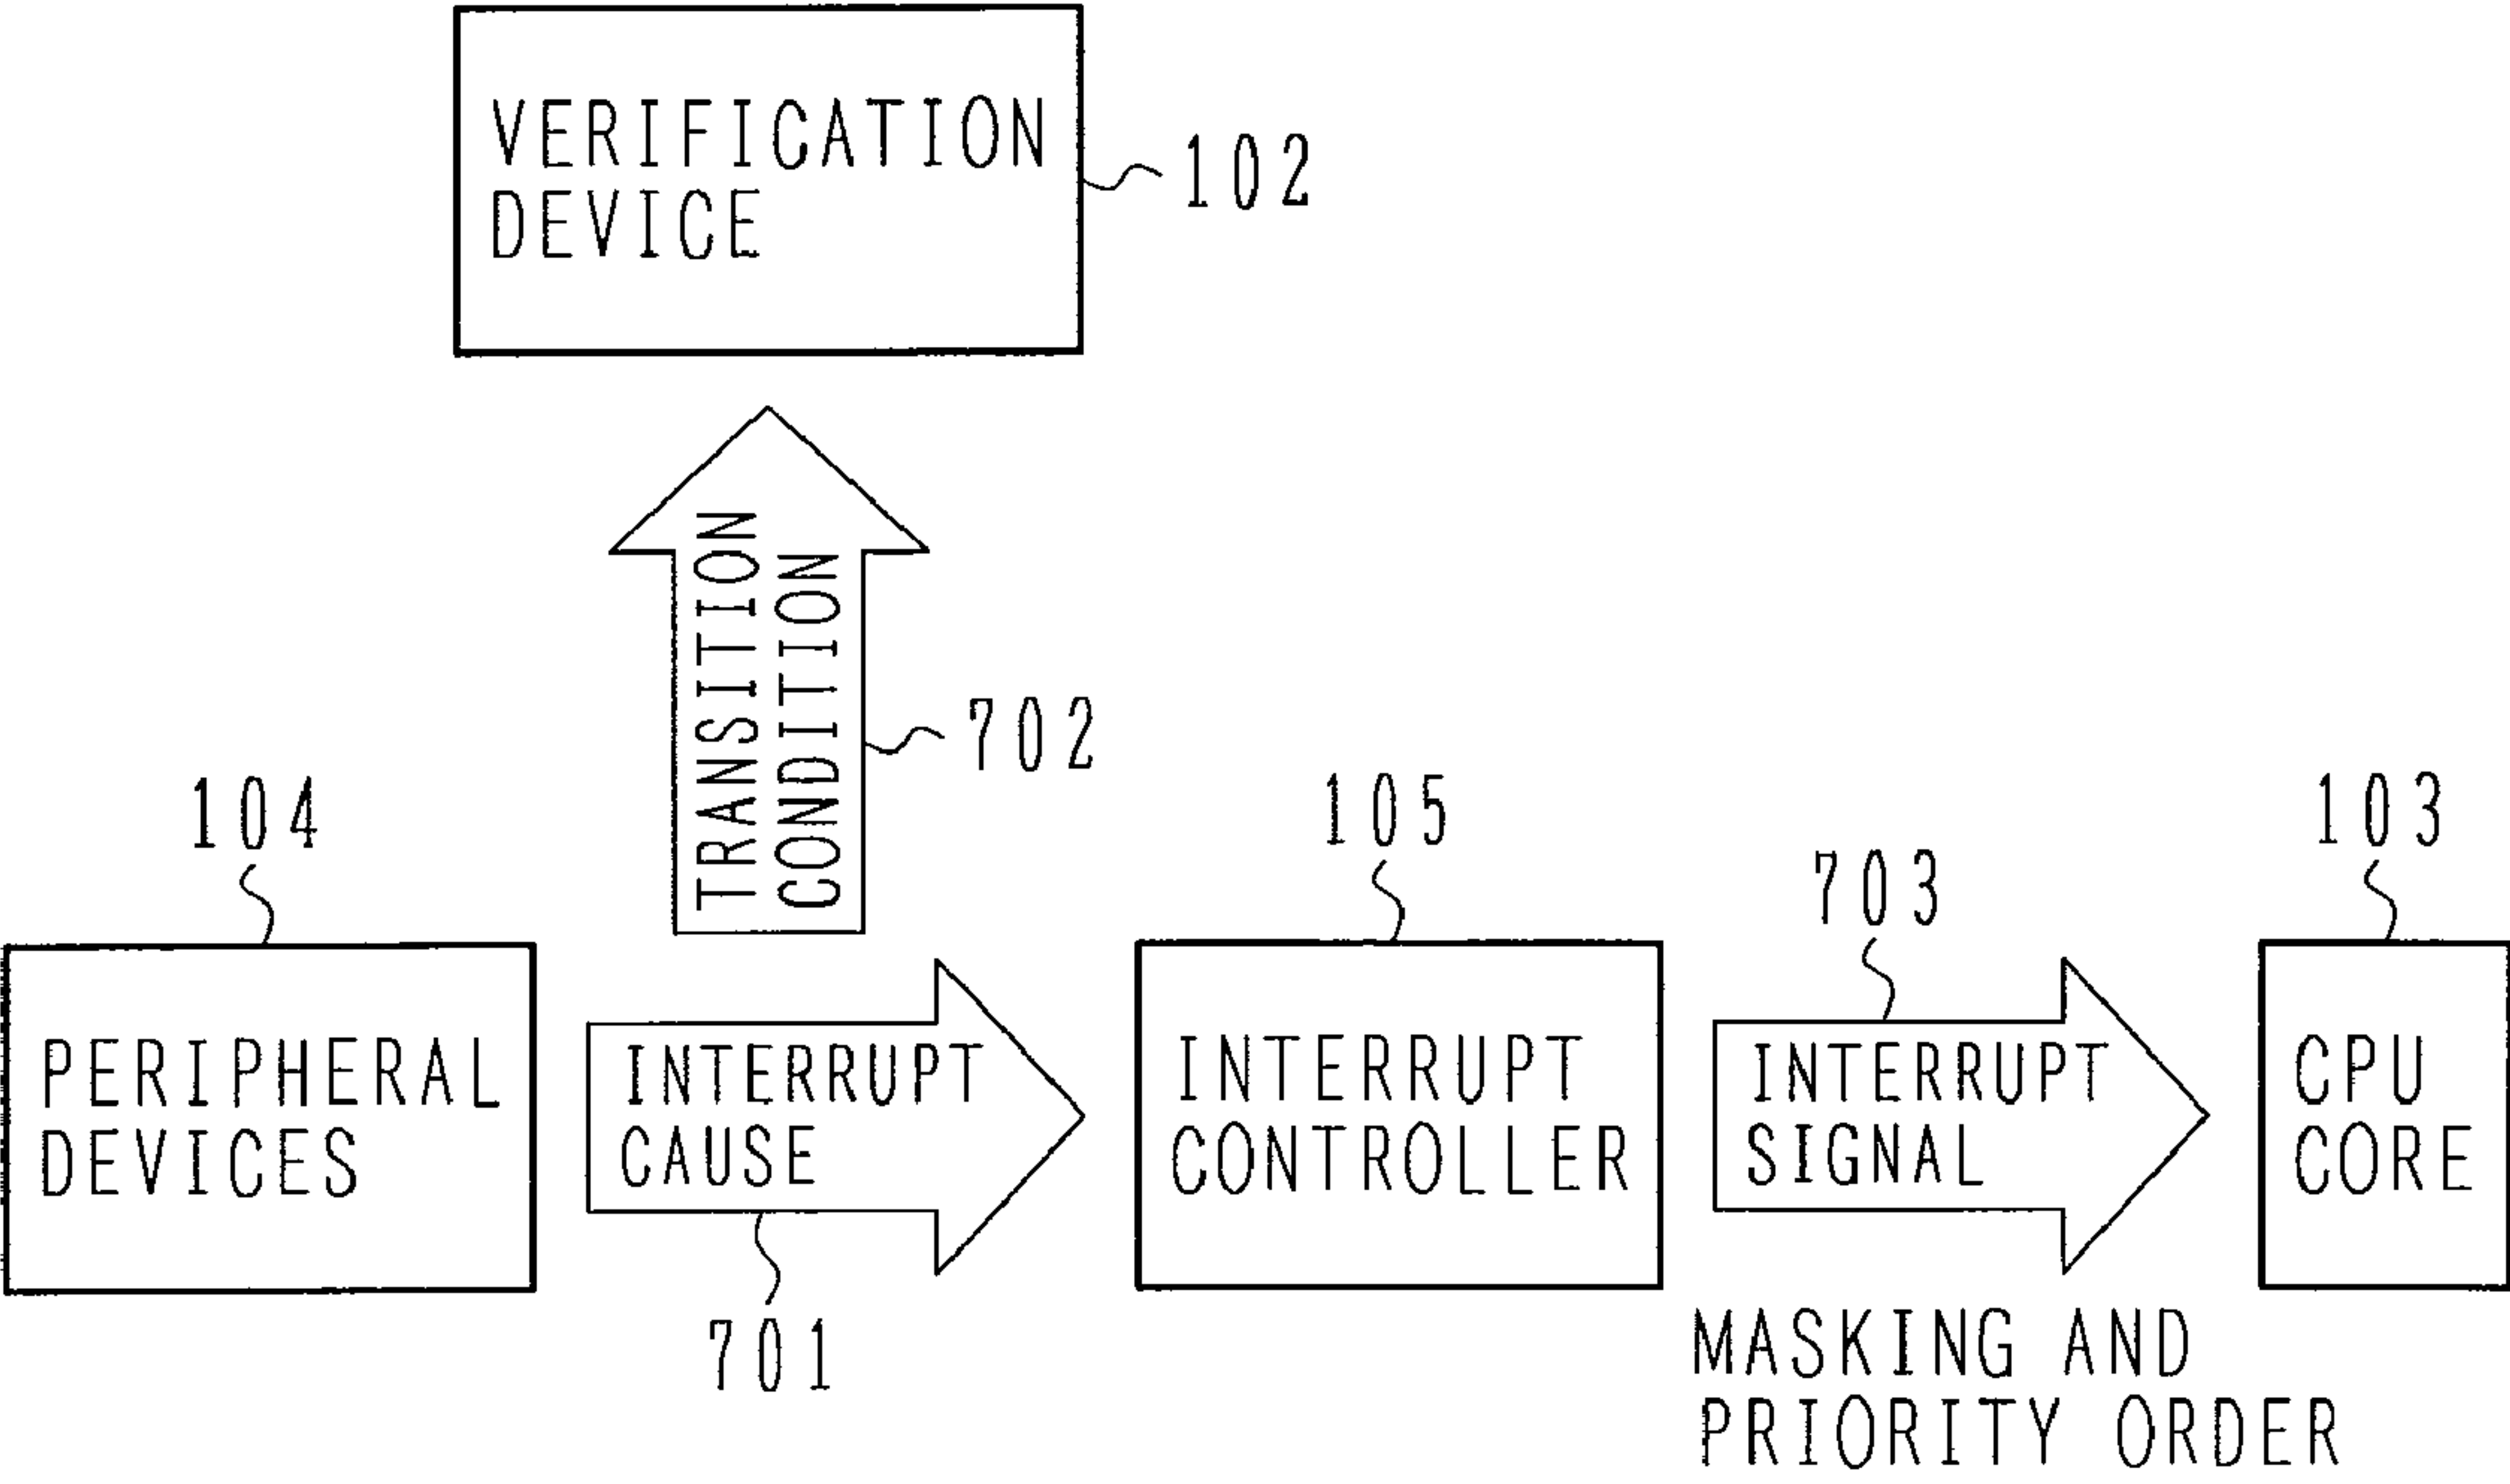 VERIFICATION
DEVICE
102
TRANSITION
CONDITION
702
104
105
703
103
PERIPHERAL
DEVICES
INTERRUPT
CAUSE
701
INTERRUPT
CONTROLLER
INTERRUPT
SIGNAL
CPU
CORE
MASKING AND
PRIORITY ORDER